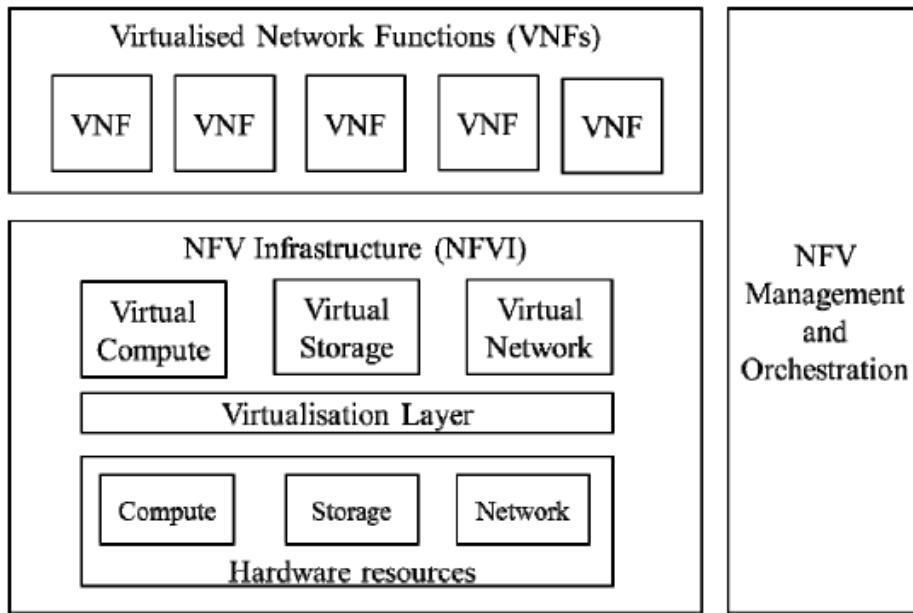 Virtualised Network Functions (VNFs)
VNF
VNF
VNF
VNF
VNF
NFV Infrastructure (NFVI)
Virtual
Compute
Virtual
Storage
Virtual
Network
Virtualisation Layer
Compute
Storage
Network
Hardware resources
NFV
Management
and
Orchestration